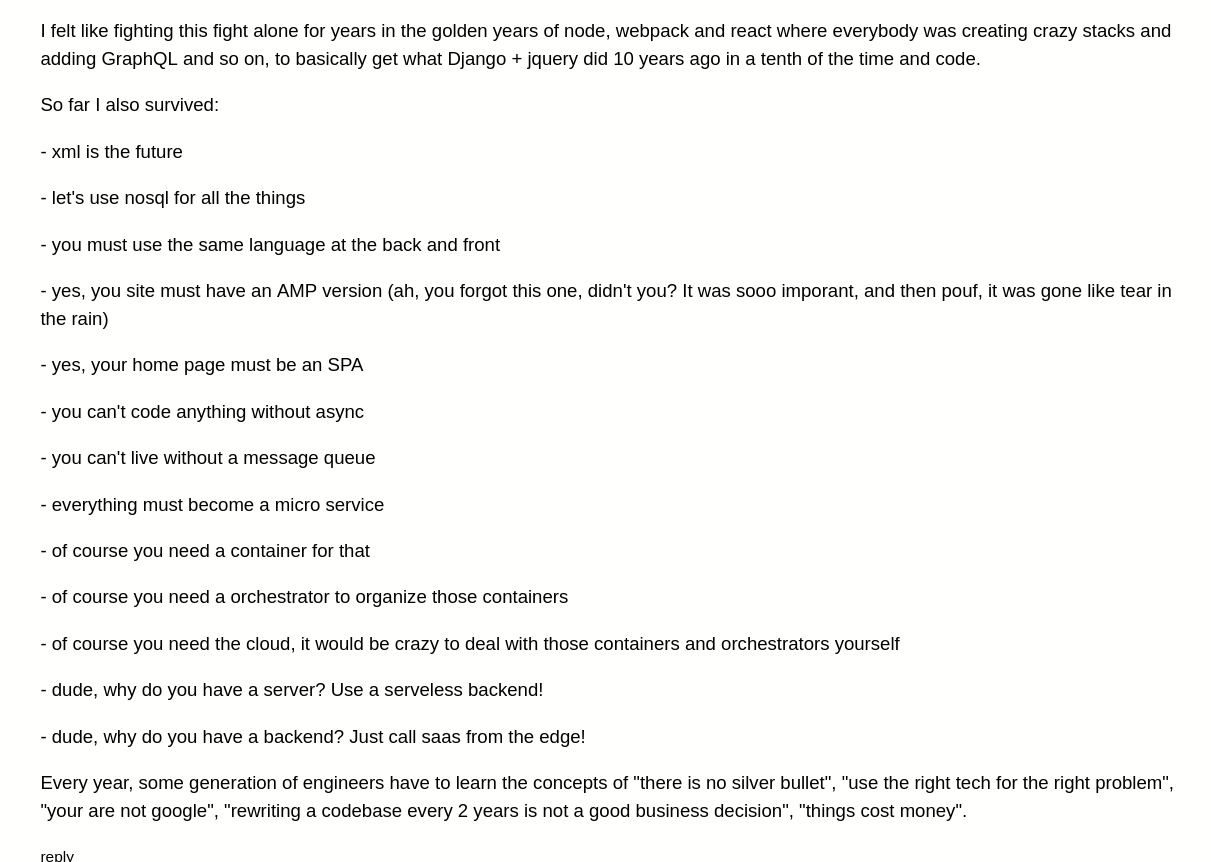 I felt like fighting this fight alone for years in the golden years of node, webpack and react where everybody was creating crazy stacks and
adding GraphQL and so on, to basically get what Django + jquery did 10 years ago in a tenth of the time and code.
So far I also survived:
- xml is the future
- let's use nosql for all the things
- you must use the same language at the back and front
- yes, you site must have an AMP version (ah, you forgot this one, didn't you? It was sooo imporant, and then pouf, it was gone like tear in
the rain)
- yes, your home page must be an SPA
- you can't code anything without async
- you can't live without a message queue
- everything must become a micro service
- of course you need a container for that
- of course you need a orchestrator to organize those containers
- of course you need the cloud, it would be crazy to deal with those containers and orchestrators yourself
- dude, why do you have a server? Use a serveless backend!
- dude, why do you have a backend? Just call saas from the edge!
Every year, some generation of engineers have to learn the concepts of "there is no silver bullet", "use the right tech for the right problem",
"your are not google", "rewriting a codebase every 2 years is not a good business decision", "things cost money".
reply